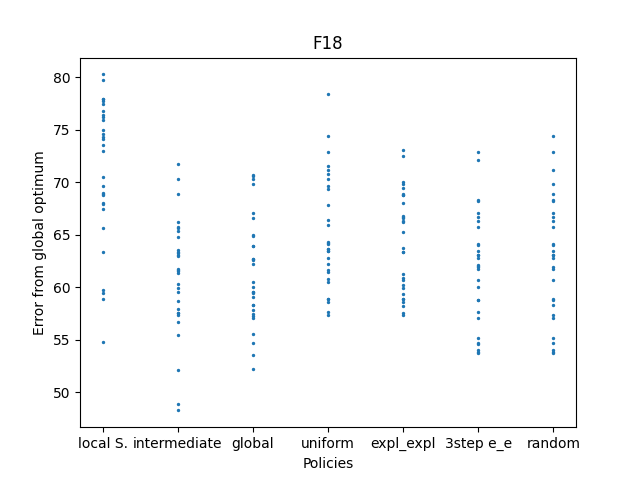 F18
Error from global optimum
80
75
70
65
60
55
50
local S. intermediate global uniform expl_expl 3step e_e random
Policies